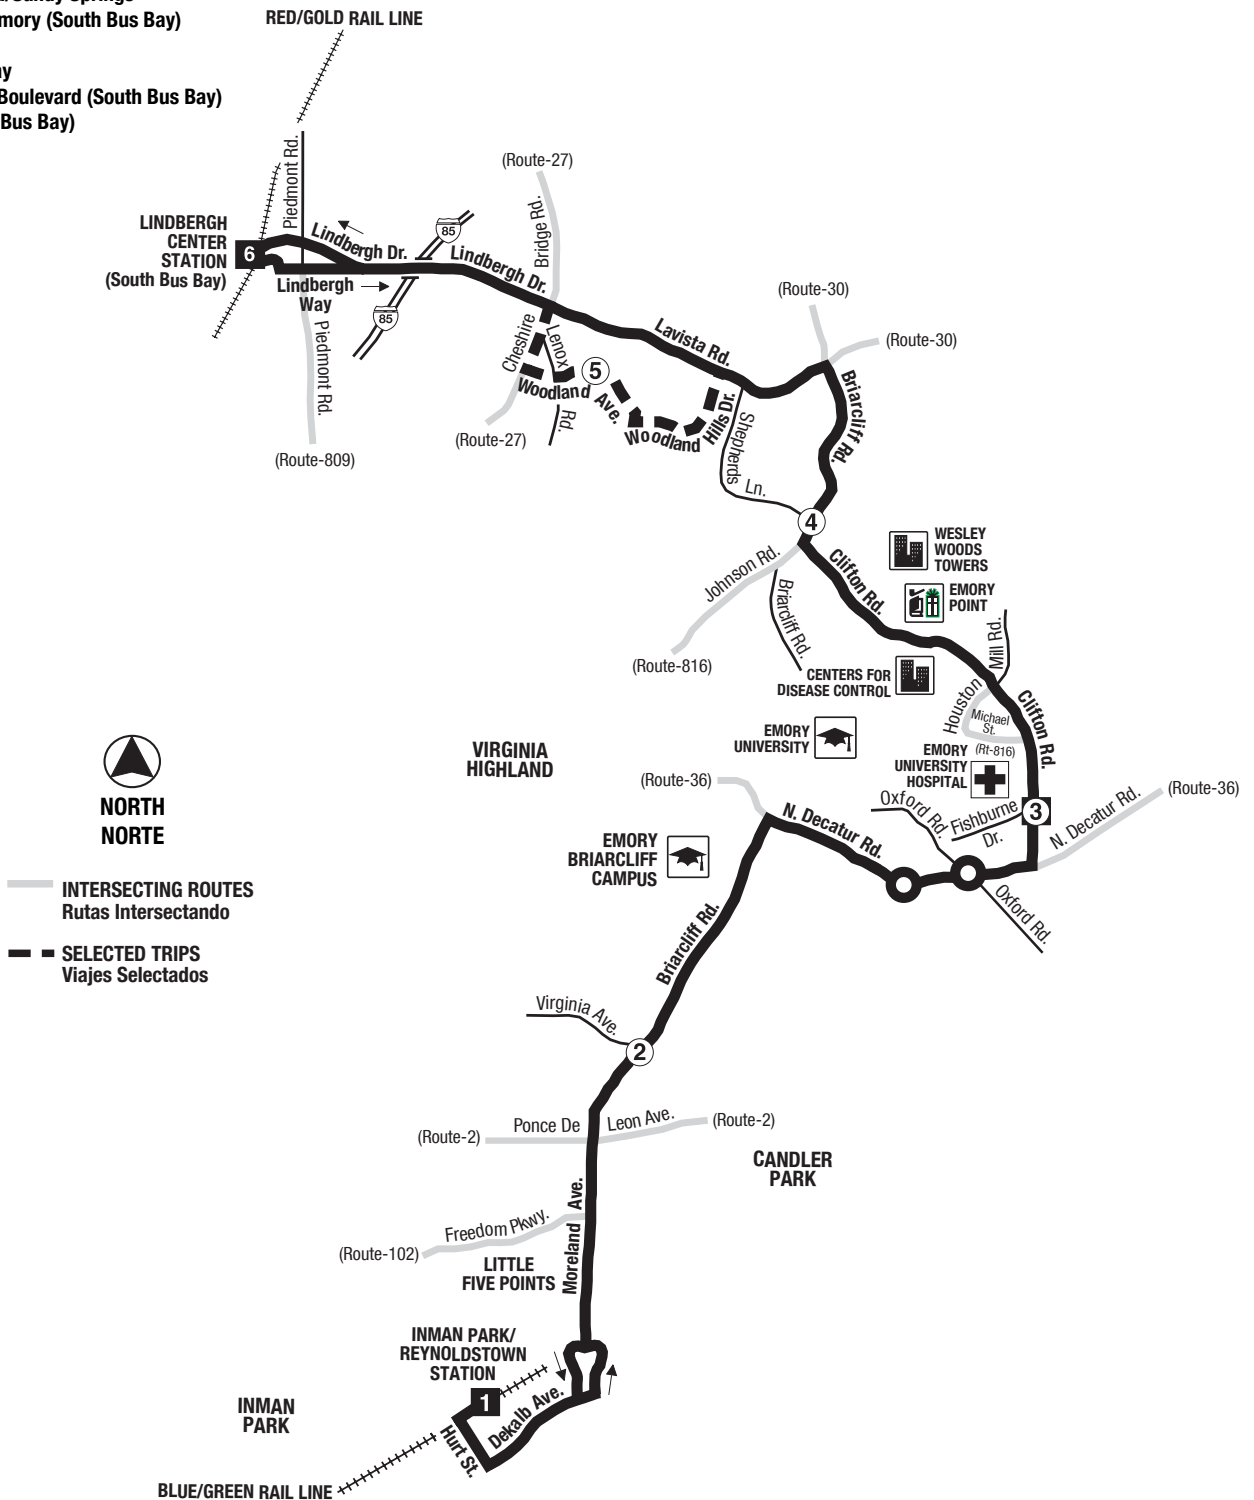 /Sandy Springs
mory (South Bus Bay)
Boulevard (South Bus Bay)
Bus Bay)
RED/GOLD RAIL LINE
Piedmont Rd.
LINDBERGH
CENTER
STATION
(South Bus Bay)
6
Lindbergh Dr.
Lindbergh
Way
85
85
Lindbergh Dr.
(Route-27)
Bridge Rd.
Piedmont Rd.
(Route-809)
Cheshire
Lenox
Rd.
5
Woodland Ave.
Woodland
Hills Dr.
(Route-27)
Lavista Rd.
(Route-30)
(Route-30)
Briarcliff Rd.
Shepherds
Ln.
4
Johnson Rd.
Briarcliff Rd.
(Route-816)
Clifton Rd.
WESLEY
WOODS
TOWERS
EMORY
POINT
Mill Rd.
Houston
CENTERS FOR
DISEASE CONTROL
Michael
St.
(Rt-816)
Clifton Rd.
EMORY
UNIVERSITY
EMORY
UNIVERSITY
HOSPITAL
VIRGINIA
HIGHLAND
NORTH
NORTE
(Route-36)
N. Decatur Rd.
Oxford Rd.
Fishburne
Dr.
3
N. Decatur Rd.
(Route-36)
Oxford Rd.
EMORY
BRIARCLIFF
CAMPUS
INTERSECTING ROUTES
Rutas Intersectando
SELECTED TRIPS
Viajes Selectados
Briarcliff Rd.
Virginia Ave.
2
(Route-2)
Ponce De
Leon Ave.
(Route-2)
CANDLER
PARK
Moreland Ave.
Freedom Pkwy.
(Route-102)
LITTLE
FIVE POINTS
INMAN PARK/
REYNOLDSTOWN
STATION
1
INMAN
PARK
Dekalb Ave.
Hurt St.
BLUE/GREEN RAIL LINE